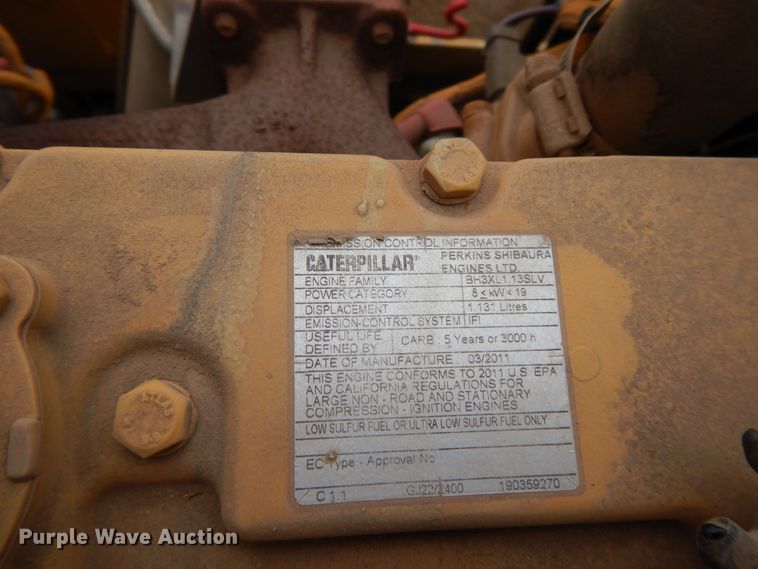 EMISSION CONTROL INFORMATION
CATERPILLAR® PERKINS SHIBAURA
ENGINES LTD.
ENGINE FAMILY BH3XL1.13SLV
POWER CATEGORY 8 ≤ kW < 19
DISPLACEMENT 1.131 Litres
EMISSION-CONTROL SYSTEM IFI
USEFUL LIFE
DEFINED BY CARB : 5 Years or 3000 h
DATE OF MANUFACTURE : 03/2011
THIS ENGINE CONFORMS TO 2011 U.S. EPA
AND CALIFORNIA REGULATIONS FOR
LARGE NON - ROAD AND STATIONARY
COMPRESSION - IGNITION ENGINES
LOW SULFUR FUEL OR ULTRA LOW SULFUR FUEL ONLY
EC Type - Approval No
C 1.1 GJ22/2400 190359270
Purple Wave Auction